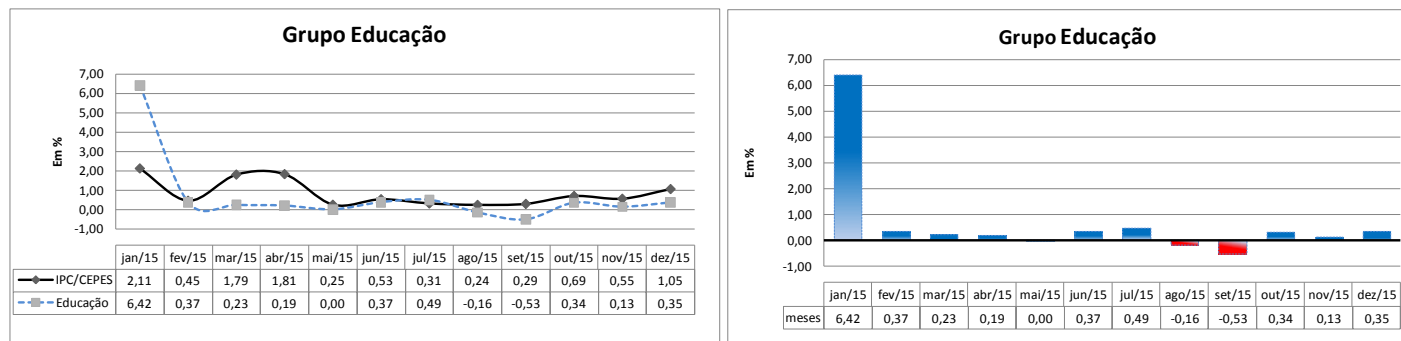 Grupo Educação
7,00
6,00
5,00
4,00
3,00
2,00
1,00
0,00
-1,00
Em %
jan/15 fev/15 mar/15 abr/15 mai/15 jun/15 jul/15 ago/15 set/15 out/15 nov/15 dez/15
IPC/CEPES 2,11 0,45 1,79 1,81 0,25 0,53 0,31 0,24 0,29 0,69 0,55 1,05
Educação 6,42 0,37 0,23 0,19 0,00 0,37 0,49 -0,16 -0,53 0,34 0,13 0,35
Grupo Educação
7,00
6,00
5,00
4,00
3,00
2,00
1,00
0,00
-1,00
Em %
jan/15 fev/15 mar/15 abr/15 mai/15 jun/15 jul/15 ago/15 set/15 out/15 nov/15 dez/15
meses 6,42 0,37 0,23 0,19 0,00 0,37 0,49 -0,16 -0,53 0,34 0,13 0,35